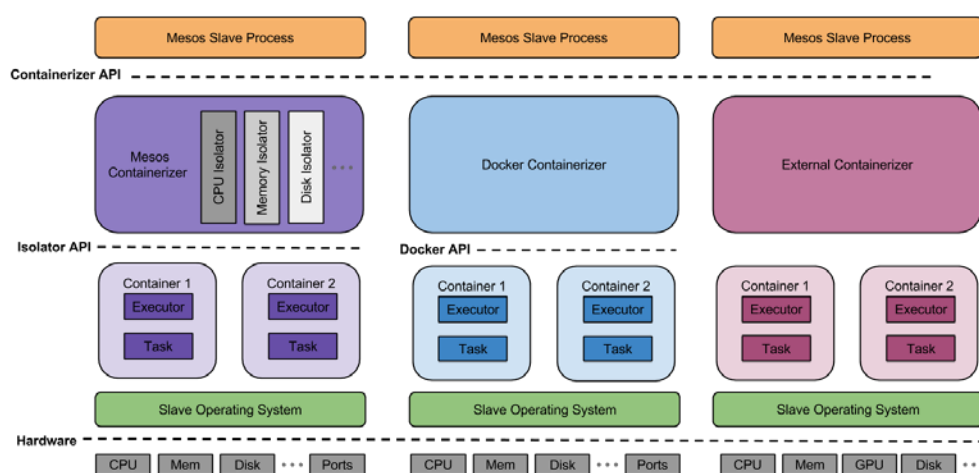 Mesos Slave Process
Mesos Slave Process
Mesos Slave Process
Containerizer API
Mesos
Containerizer
CPU Isolator
Memory Isolator
Disk Isolator
Docker Containerizer
External Containerizer
Isolator API
Docker API
Container 1
Executor
Task
Container 2
Executor
Task
Container 1
Executor
Task
Container 2
Executor
Task
Container 1
Executor
Task
Container 2
Executor
Task
Slave Operating System
Slave Operating System
Slave Operating System
Hardware
CPU
Mem
Disk
Ports
CPU
Mem
Disk
Ports
CPU
Mem
GPU
Disk